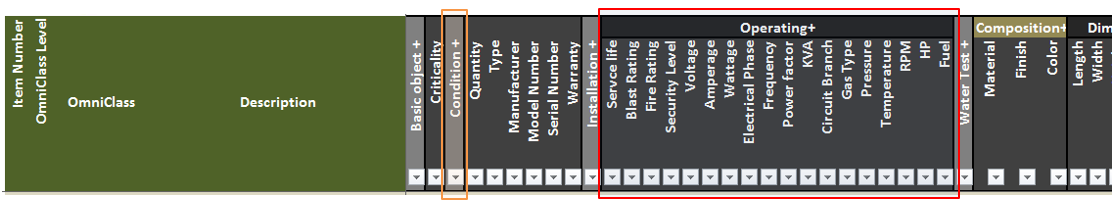 Item Number
OmniClass Level
OmniClass
Description
Basic object +
Criticality
Condition +
Quantity
Type
Manufacturer
Model Number
Serial Number
Warranty
Installation +
Operating+
Servce life
Blast Rating
Fire Rating
Security Level
Voltage
Amperage
Wattage
Electrical Phase
Frequency
Power factor
KVA
Circuit Branch
Gas Type
Pressure
Temperature
RPM
HP
Fuel
Water Test +
Composition+
Material
Finish
Color
Dim
Length
Width